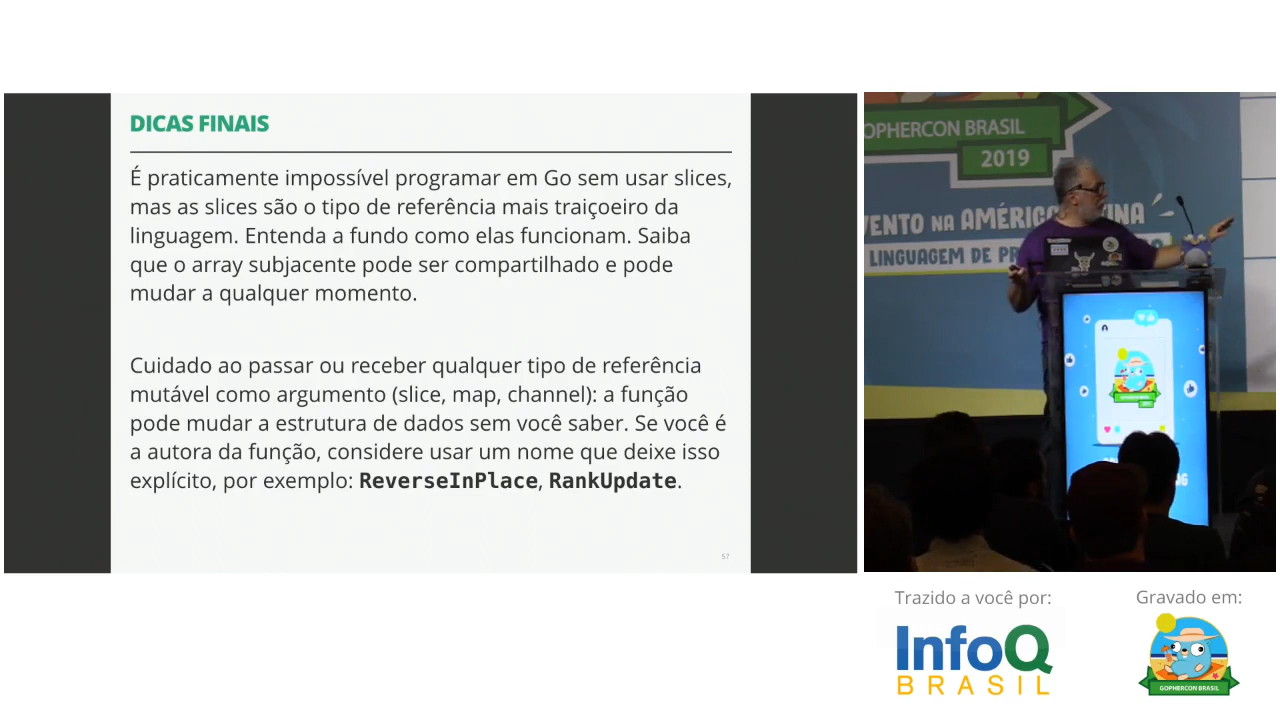 DICAS FINAIS
É praticamente impossível programar em Go sem usar slices,
mas as slices são o tipo de referência mais traiçoeiro da
linguagem. Entenda a fundo como elas funcionam. Saiba
que o array subjacente pode ser compartilhado e pode
mudar a qualquer momento.
Cuidado ao passar ou receber qualquer tipo de referência
mutável como argumento (slice, map, channel): a função
pode mudar a estrutura de dados sem você saber. Se você é
a autora da função, considere usar um nome que deixe isso
explícito, por exemplo: ReverseInPlace, RankUpdate.
57
OPHERCON BRASIL
2019
VENTO NA AMÉRICA INA
LINGUAGEM DE PR
Trazido a você por:
InfoQ
BRASIL
Gravado em:
GOPHERCON BRASIL